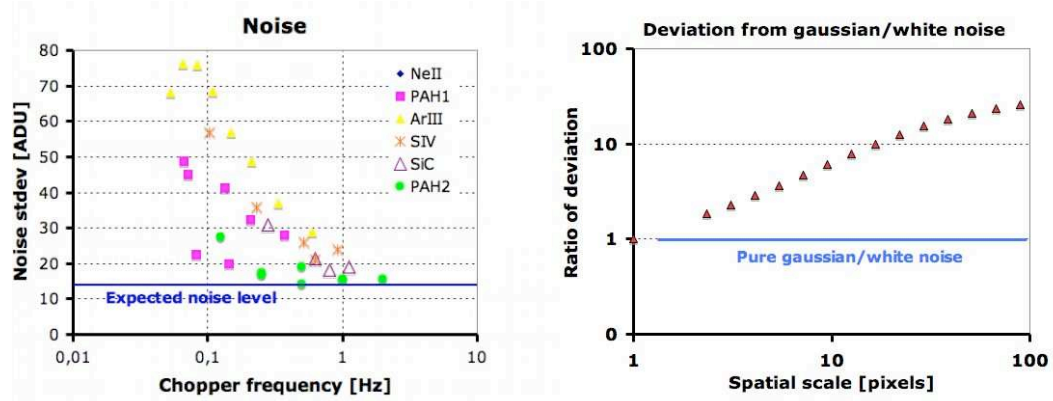 Noise
Noise stdev [ADU]
80
70
60
50
40
30
20
10
0
NeII
PAH1
ArIII
SIV
SiC
PAH2
Expected noise level
0,01
0,1
1
10
Chopper frequency [Hz]
Deviation from gaussian/white noise
Ratio of deviation
100
10
1
0
Pure gaussian/white noise
1
10
100
Spatial scale [pixels]